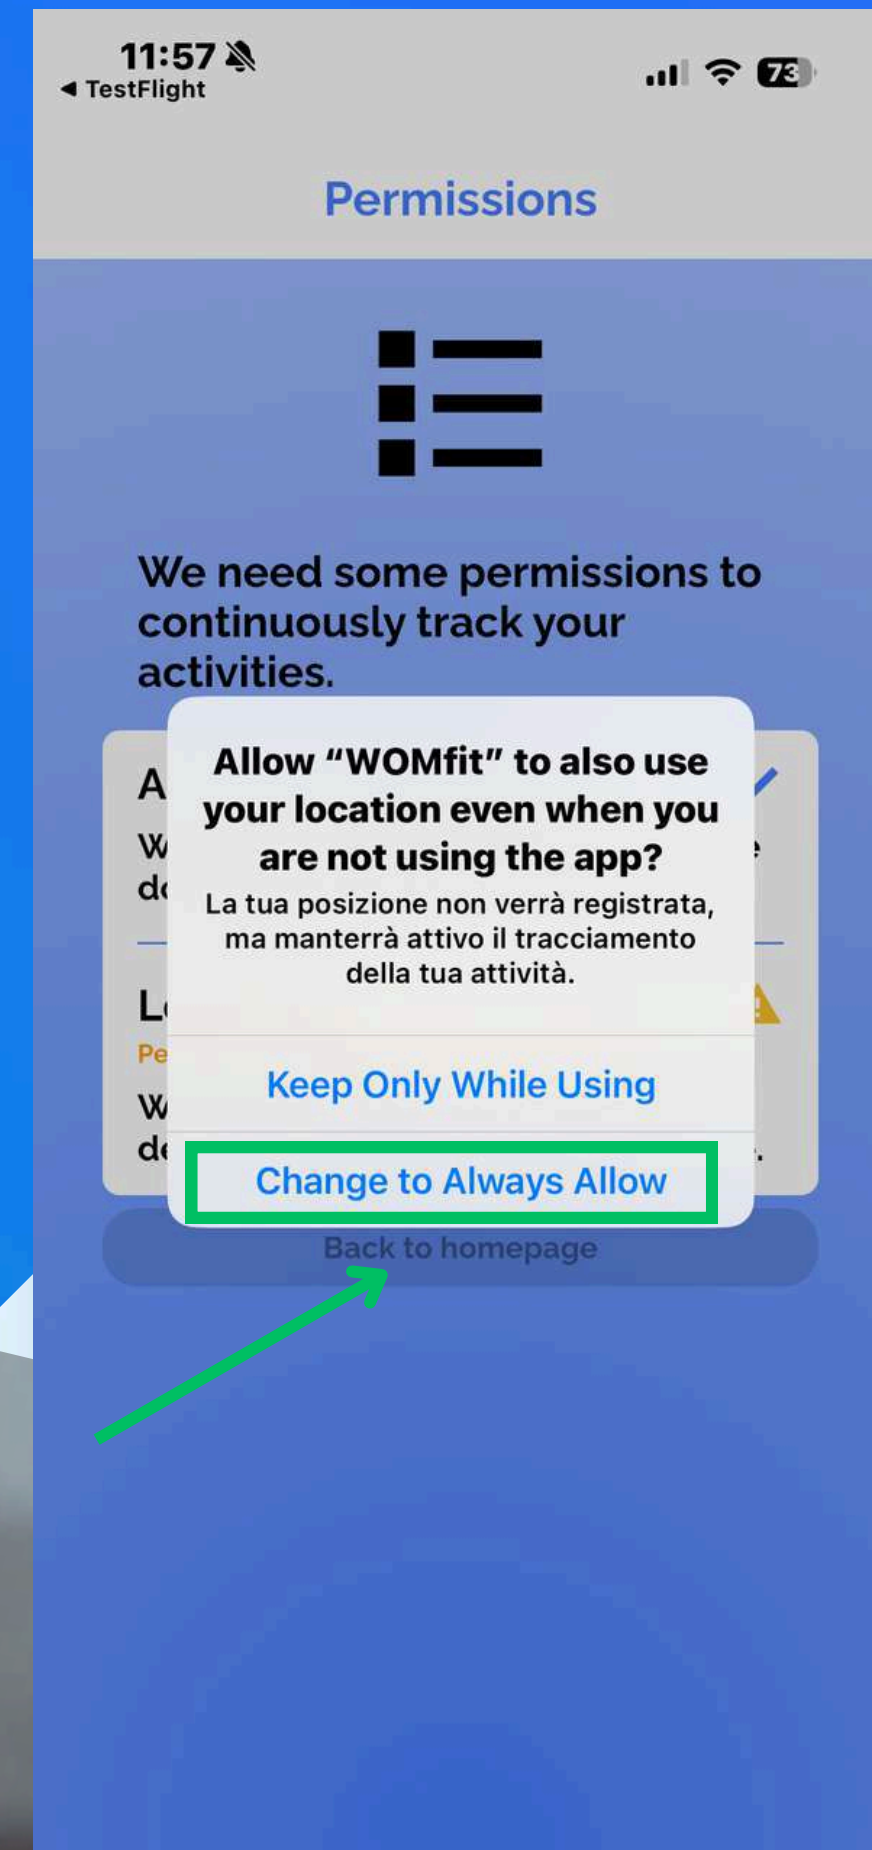 11:57
◀ TestFlight
73
Permissions
We need some permissions to
continuously track your
activities.
Allow “WOMfit” to also use
your location even when you
are not using the app?
La tua posizione non verrà registrata,
ma manterrà attivo il tracciamento
della tua attività.
Keep Only While Using
Change to Always Allow
Back to homepage